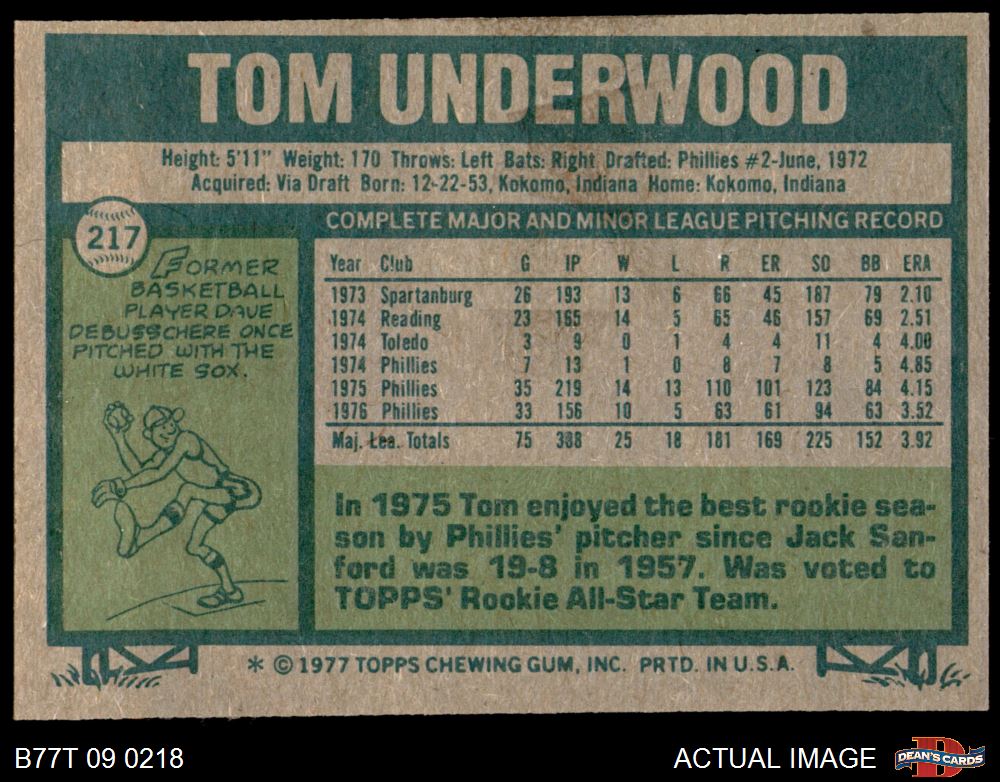 TOM UNDERWOOD
Height: 5'11" Weight: 170 Throws: Left Bats: Right Drafted: Phillies #2-June, 1972
Acquired: Via Draft Born: 12-22-53, Kokomo, Indiana Home: Kokomo, Indiana
217
FORMER
BASKETBALL
PLAYER DAVE
DEBUSSCHERE ONCE
PITCHED WITH THE
WHITE SOX.
COMPLETE MAJOR AND MINOR LEAGUE PITCHING RECORD
Year Club G IP W L R ER SO BB ERA
1973 Spartanburg 26 193 13 6 66 45 187 79 2.10
1974 Reading 23 165 14 5 65 46 157 69 2.51
1974 Toledo 3 9 0 1 4 4 11 4 4.00
1974 Phillies 7 13 1 0 8 7 8 5 4.85
1975 Phillies 35 219 14 13 110 101 123 84 4.15
1976 Phillies 33 156 10 5 63 61 94 63 3.52
Maj. Lea. Totals 75 388 25 18 181 169 225 152 3.92
In 1975 Tom enjoyed the best rookie sea-
son by Phillies' pitcher since Jack San-
ford was 19-8 in 1957. Was voted to
TOPPS' Rookie All-Star Team.
* © 1977 TOPPS CHEWING GUM, INC. PRTD. IN U.S.A.
B77T 09 0218
ACTUAL IMAGE
D
DEAN'S CARDS